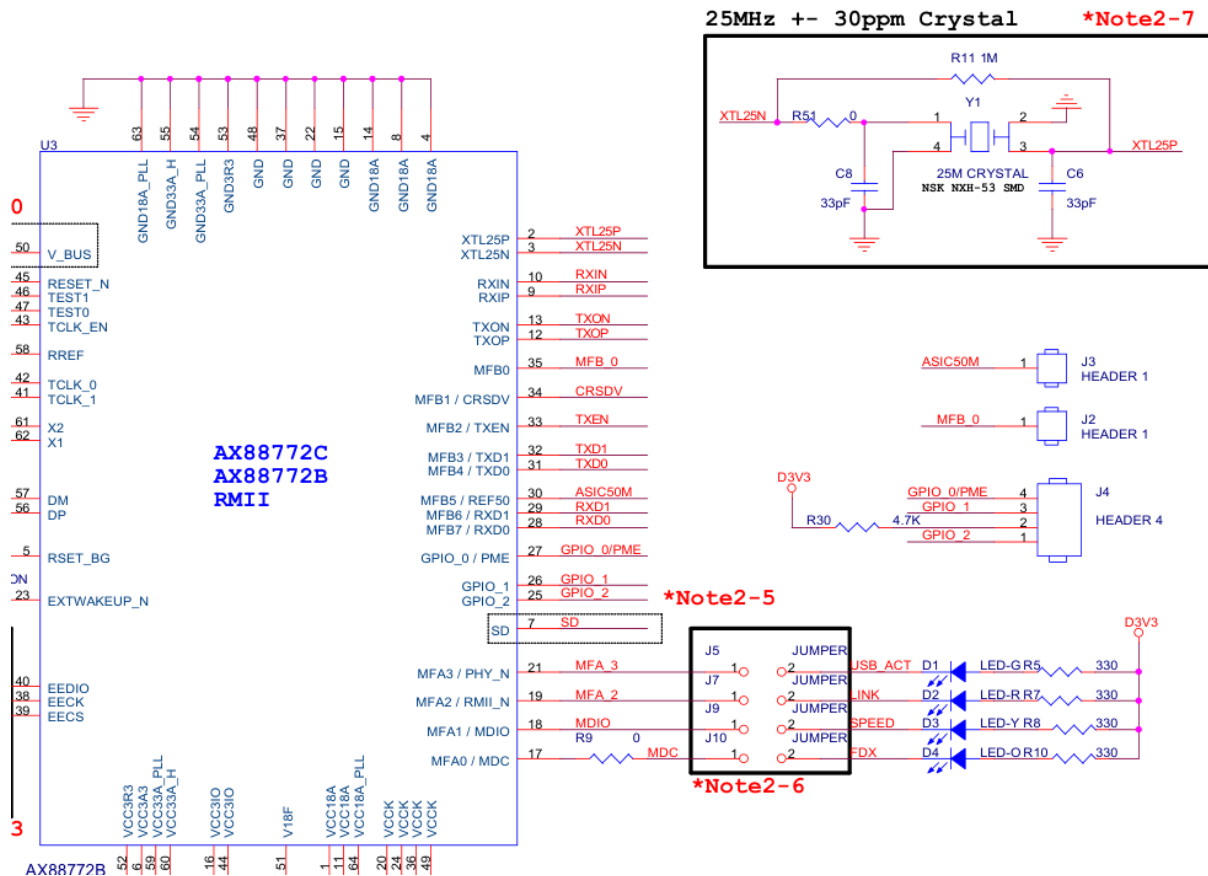 25MHz +- 30ppm Crystal *Note2-7
R11 1M
XTL25N R51 0 Y1
1 2
4 3
XTL25P
C8 25M CRYSTAL C6
NSK NXH-53 SMD
33pF 33pF
63 55 54 53 48 37 22 15 14 8 4
U3
GND18A_PLL GND33A_H GND33A_PLL GND3R3 GND GND GND GND GND18A GND18A GND18A
0
50 V_BUS
45 RESET_N
46 TEST1
47 TEST0
43 TCLK_EN
58 RREF
42 TCLK_0
41 TCLK_1
61 X2
62 X1
57 DM
56 DP
5 RSET_BG
ON
23 EXTWAKEUP_N
40 EEDIO
38 EECK
39 EECS
3
AX88772C
AX88772B
RMII
XTL25P 2 XTL25P
XTL25N 3 XTL25N
RXIN 10 RXIN
RXIP 9 RXIP
TXON 13 TXON
TXOP 12 TXOP
MFB0 35 MFB_0
MFB1 / CRSDV 34 CRSDV
MFB2 / TXEN 33 TXEN
MFB3 / TXD1 32 TXD1
MFB4 / TXD0 31 TXD0
MFB5 / REF50 30 ASIC50M
MFB6 / RXD1 29 RXD1
MFB7 / RXD0 28 RXD0
GPIO_0 / PME 27 GPIO_0/PME
GPIO_1 26 GPIO_1
GPIO_2 25 GPIO_2
*Note2-5
SD 7 SD
MFA3 / PHY_N 21 MFA_3
MFA2 / RMII_N 19 MFA_2
MFA1 / MDIO 18 MDIO
R9 0
MFA0 / MDC 17 MDC
ASIC50M 1 J3
HEADER 1
MFB_0 1 J2
HEADER 1
D3V3
R30 4.7K
GPIO_0/PME 4 J4
GPIO_1 3
2 HEADER 4
GPIO_2 1
D3V3
J5 JUMPER
1 2 USB_ACT D1 LED-G R5 330
J7 JUMPER
1 2 LINK D2 LED-R R7 330
J9 JUMPER
1 2 SPEED D3 LED-Y R8 330
J10 JUMPER
1 2 FDX D4 LED-O R10 330
*Note2-6
VCC3R3 VCC3A3 VCC33A_PLL VCC33A_H VCC3IO VCC3IO V18F VCC18A VCC18A VCC18A_PLL VCCK VCCK VCCK VCCK
52 6 59 60 16 44 51 1 11 64 20 24 36 49
AX88772B